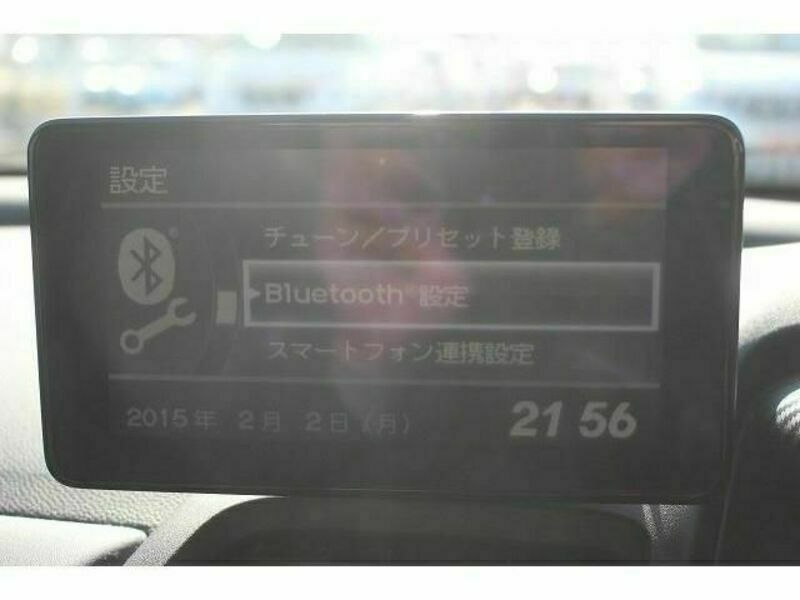 設定
チューン／プリセット登録
Bluetooth®設定
スマートフォン連携設定
2015年 2月 2日（月） 21 56